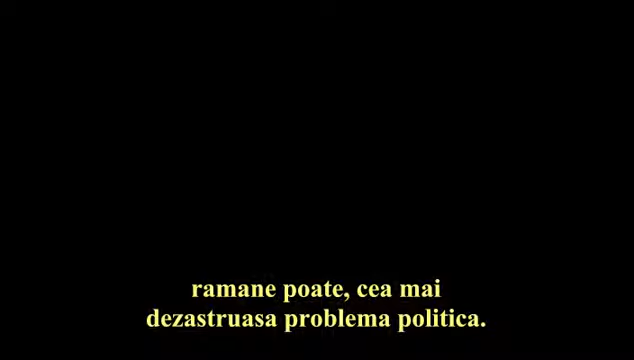 ramane poate, cea mai
dezastruasa problema politica.